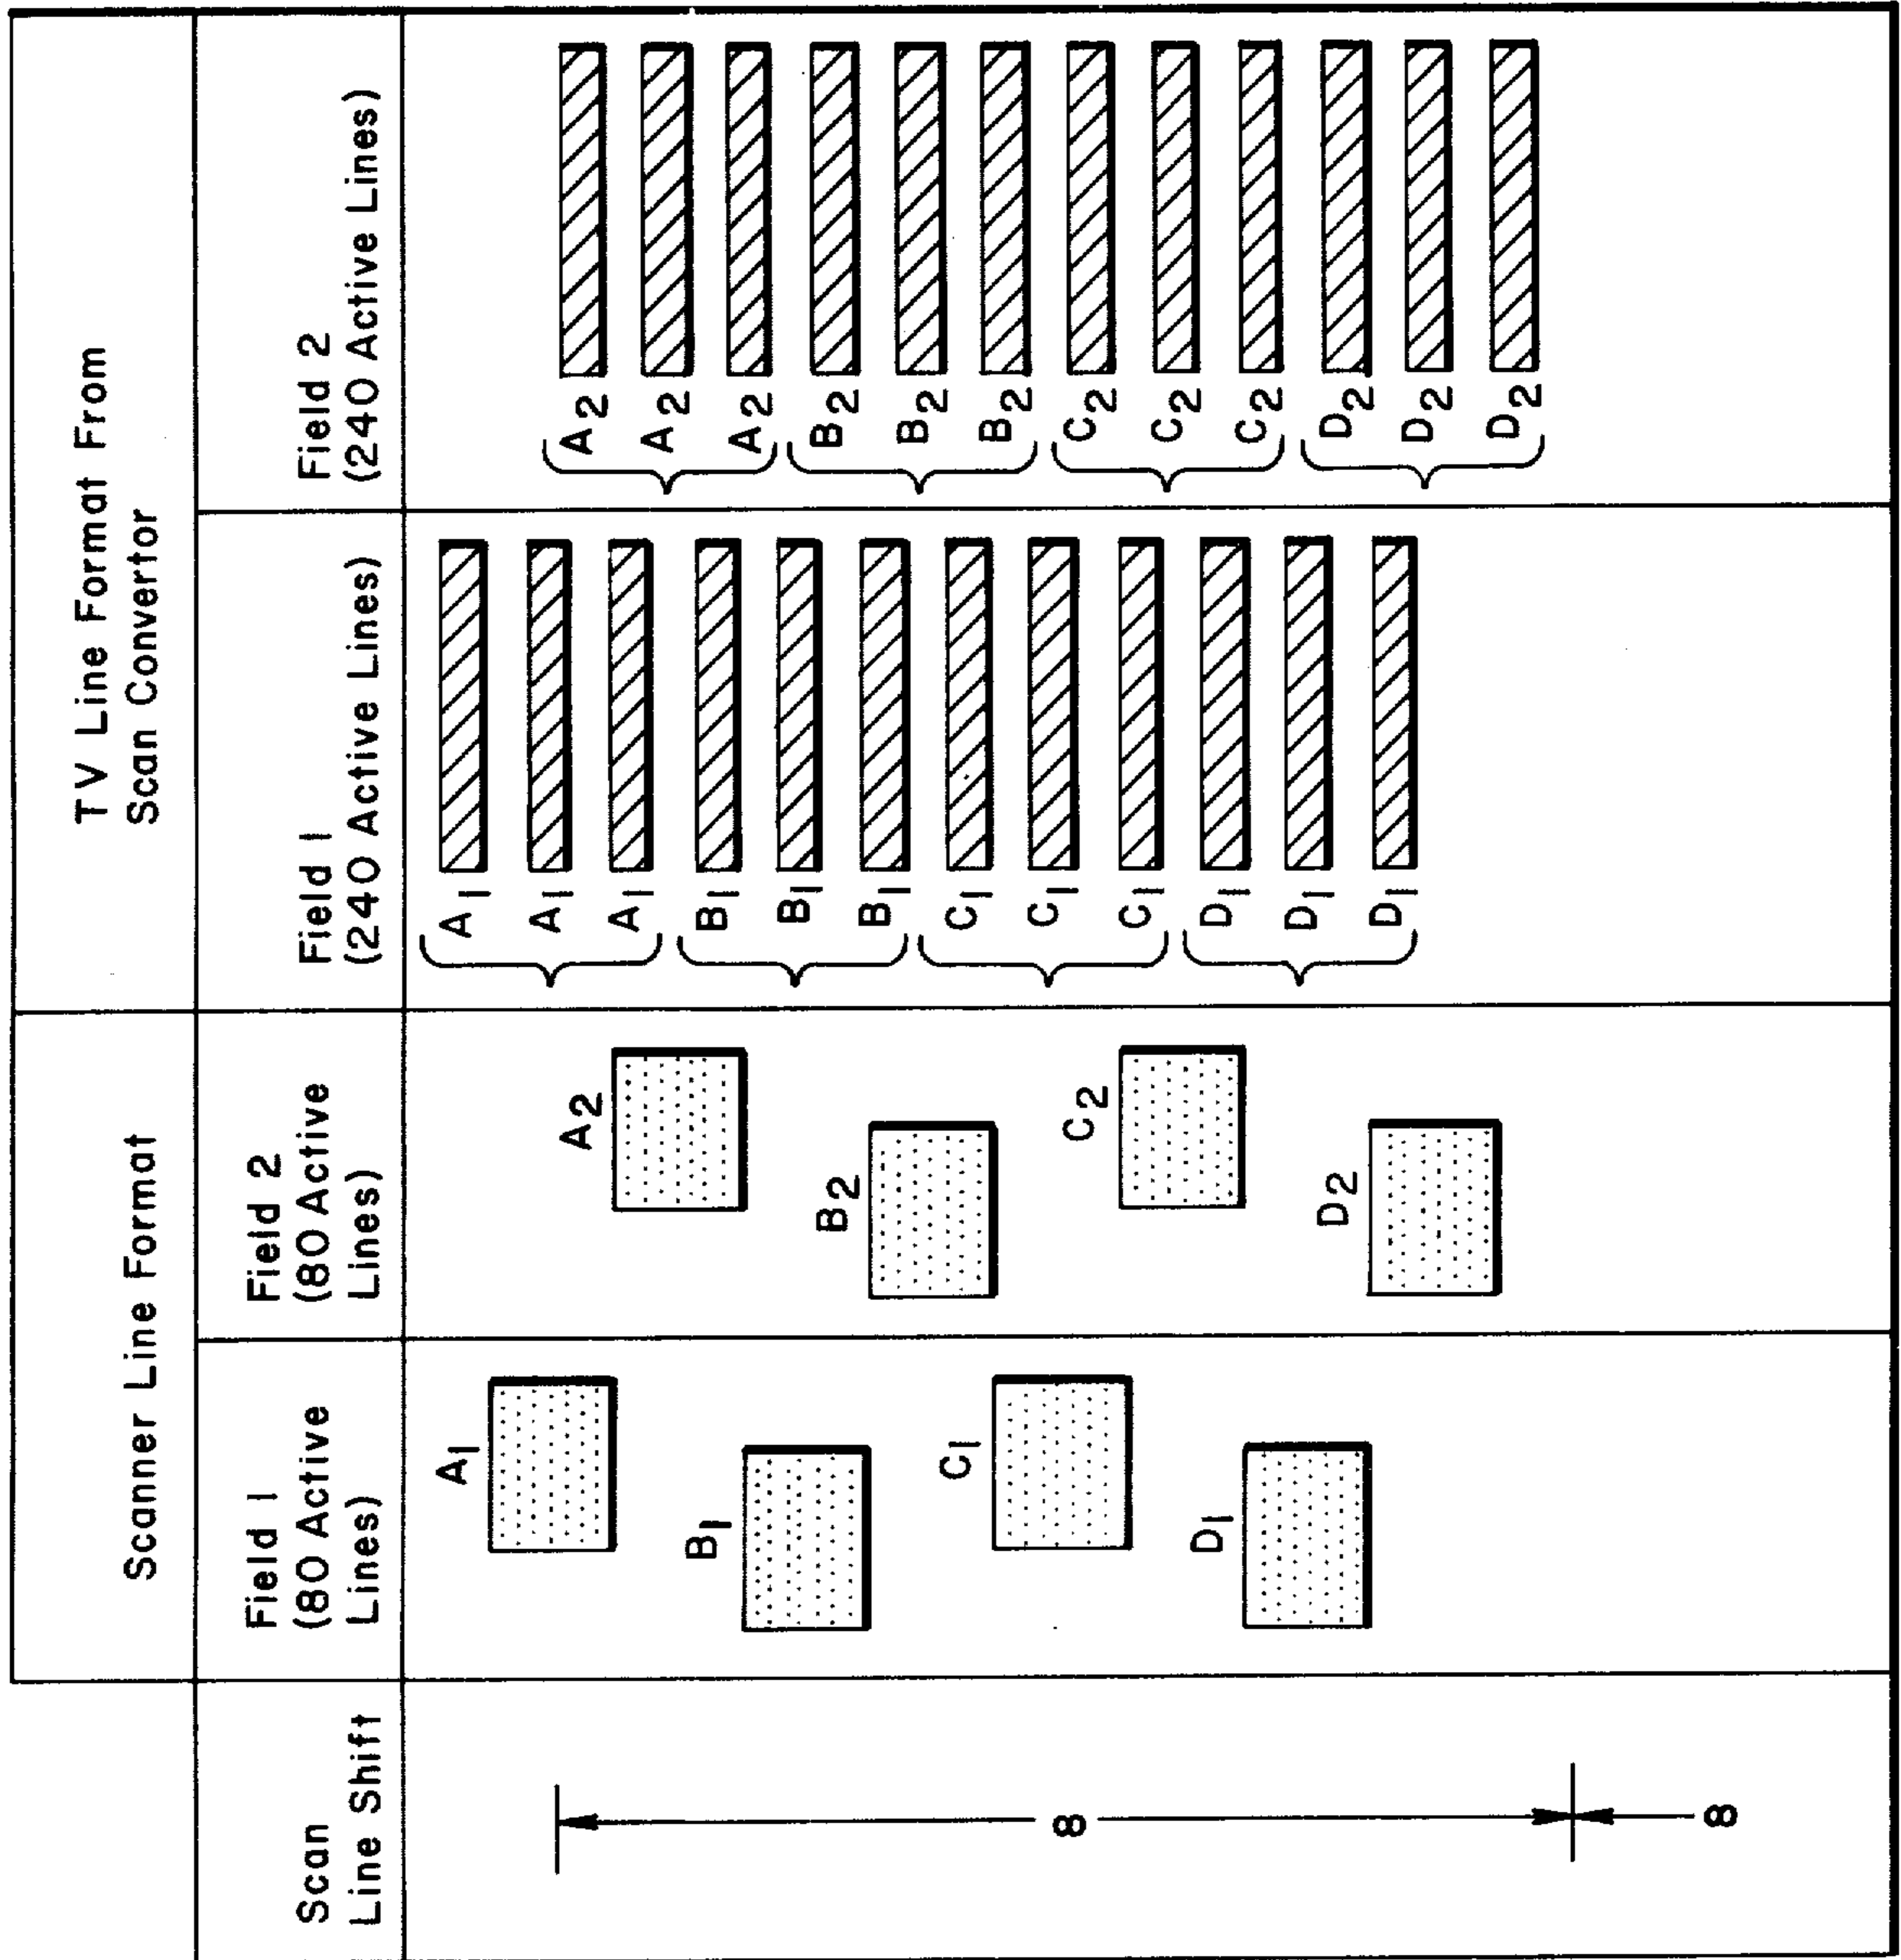 Scan
Line Shift
Scanner Line Format
Field 1
(80 Active
Lines)
Field 2
(80 Active
Lines)
TV Line Format From
Scan Convertor
Field 1
(240 Active Lines)
Field 2
(240 Active Lines)
8
8
A1
B1
C1
D1
A2
B2
C2
D2
A1
A1
A1
B1
B1
B1
C1
C1
C1
D1
D1
D1
A2
A2
A2
B2
B2
B2
C2
C2
C2
D2
D2
D2